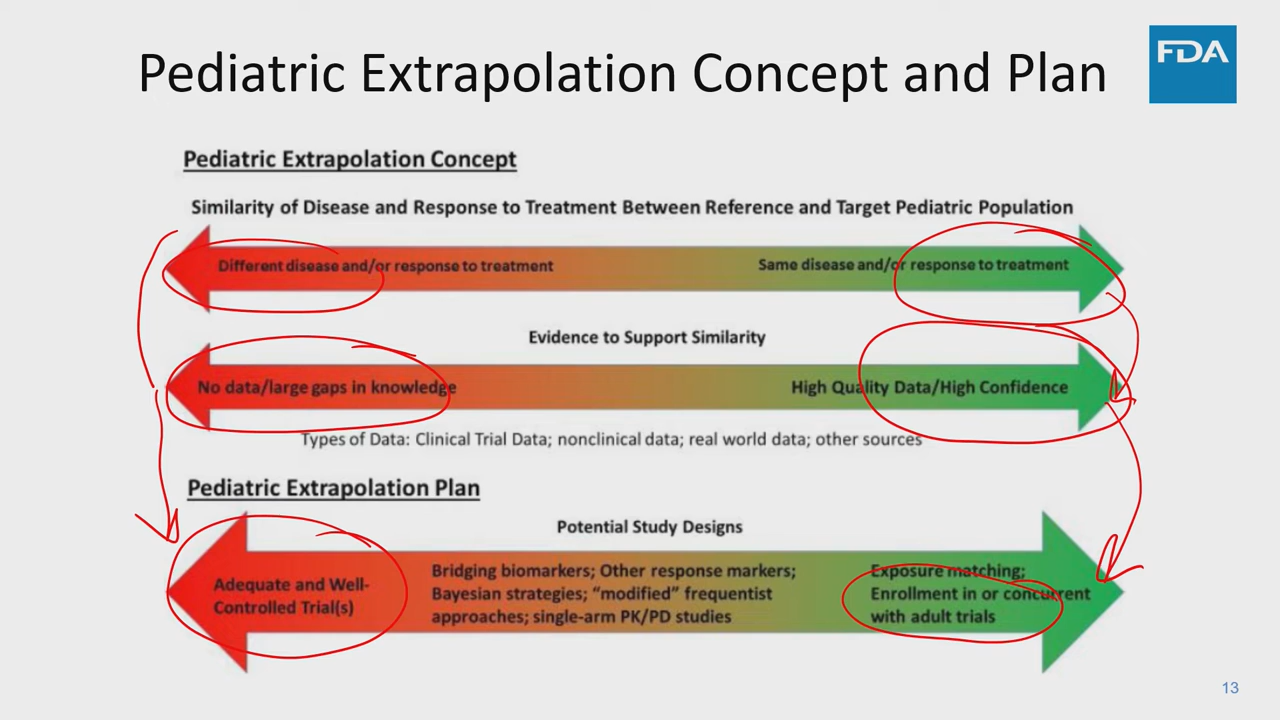 FDA
Pediatric Extrapolation Concept and Plan
Pediatric Extrapolation Concept
Similarity of Disease and Response to Treatment Between Reference and Target Pediatric Population
Different disease and/or response to treatment
Same disease and/or response to treatment
Evidence to Support Similarity
No data/large gaps in knowledge
High Quality Data/High Confidence
Types of Data: Clinical Trial Data; nonclinical data; real world data; other sources
Pediatric Extrapolation Plan
Potential Study Designs
Adequate and Well-
Controlled Trial(s)
Bridging biomarkers; Other response markers;
Bayesian strategies; “modified” frequentist
approaches; single-arm PK/PD studies
Exposure matching;
Enrollment in or concurrent
with adult trials
13